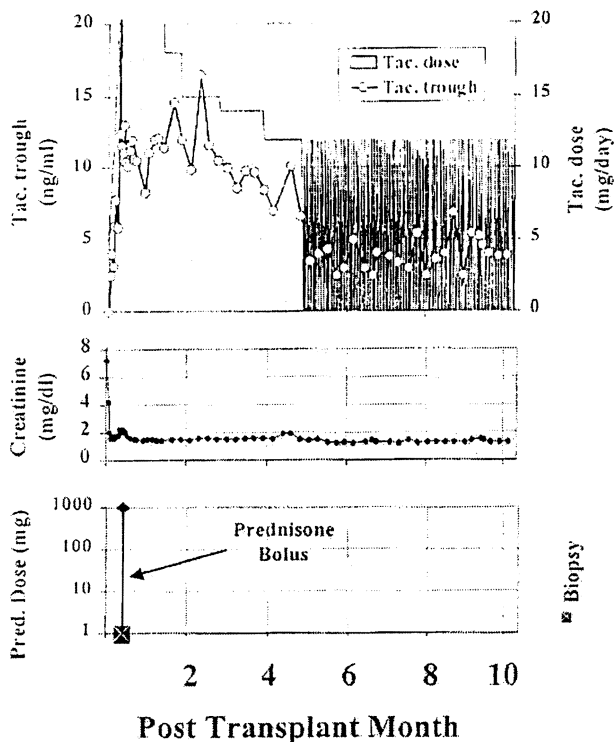 20
15
10
5
0
Tac. trough
(ng/ml)
Tac. dose
Tac. trough
20
15
10
5
0
Tac. dose
(mg/day)
8
6
4
2
0
Creatinine
(mg/dl)
1000
100
10
1
Pred. Dose (mg)
Prednisone
Bolus
Biopsy
2 4 6 8 10
Post Transplant Month